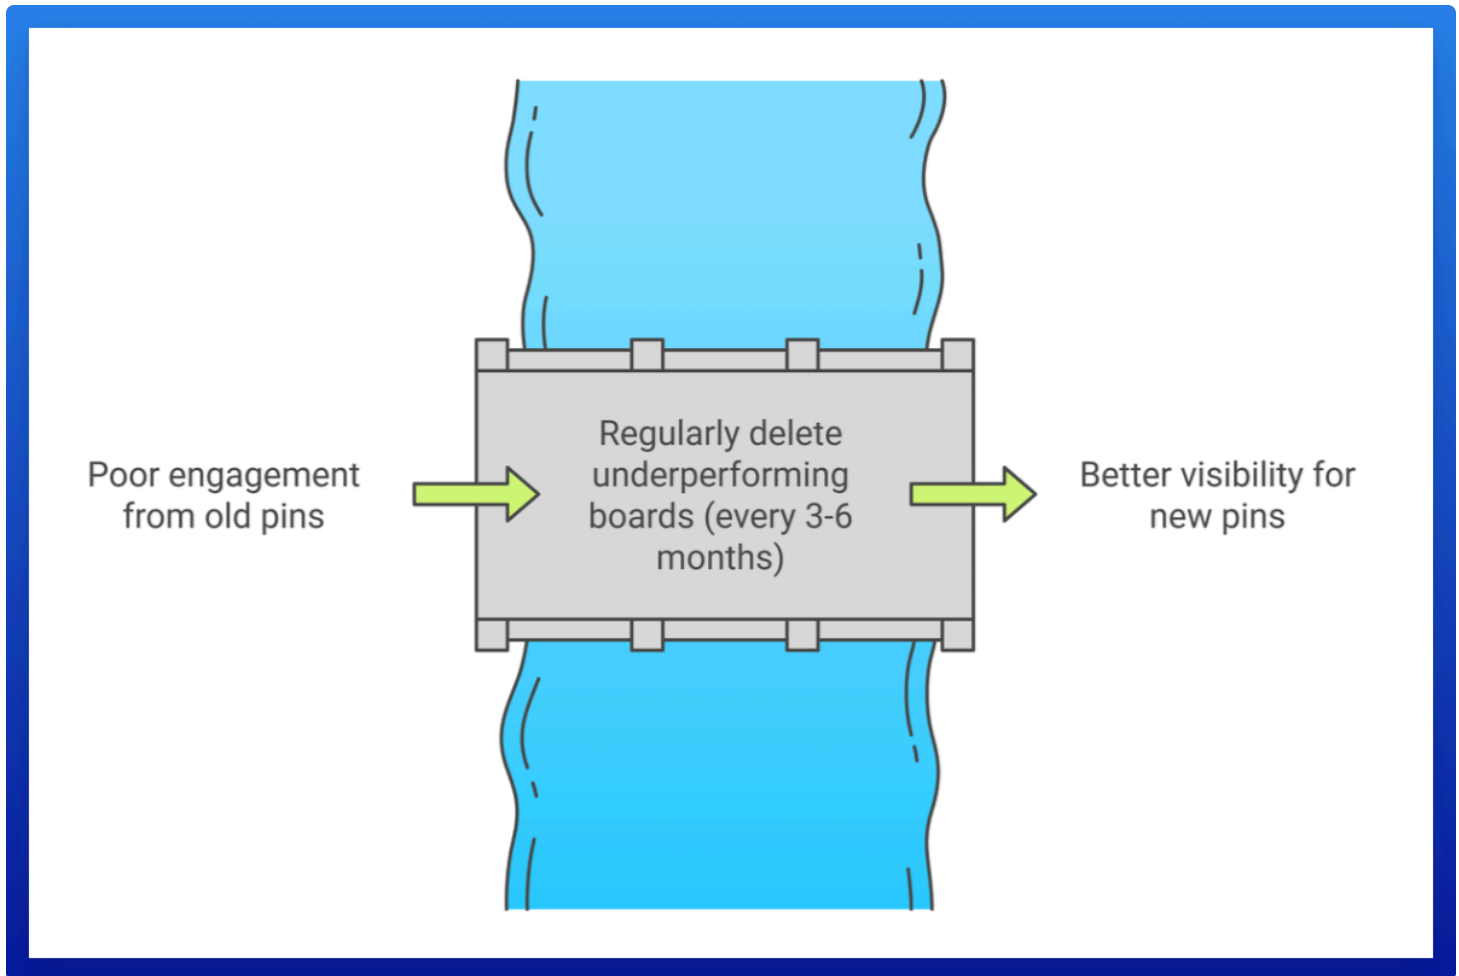 Poor engagement
from old pins
Regularly delete
underperforming
boards (every 3-6
months)
Better visibility for
new pins